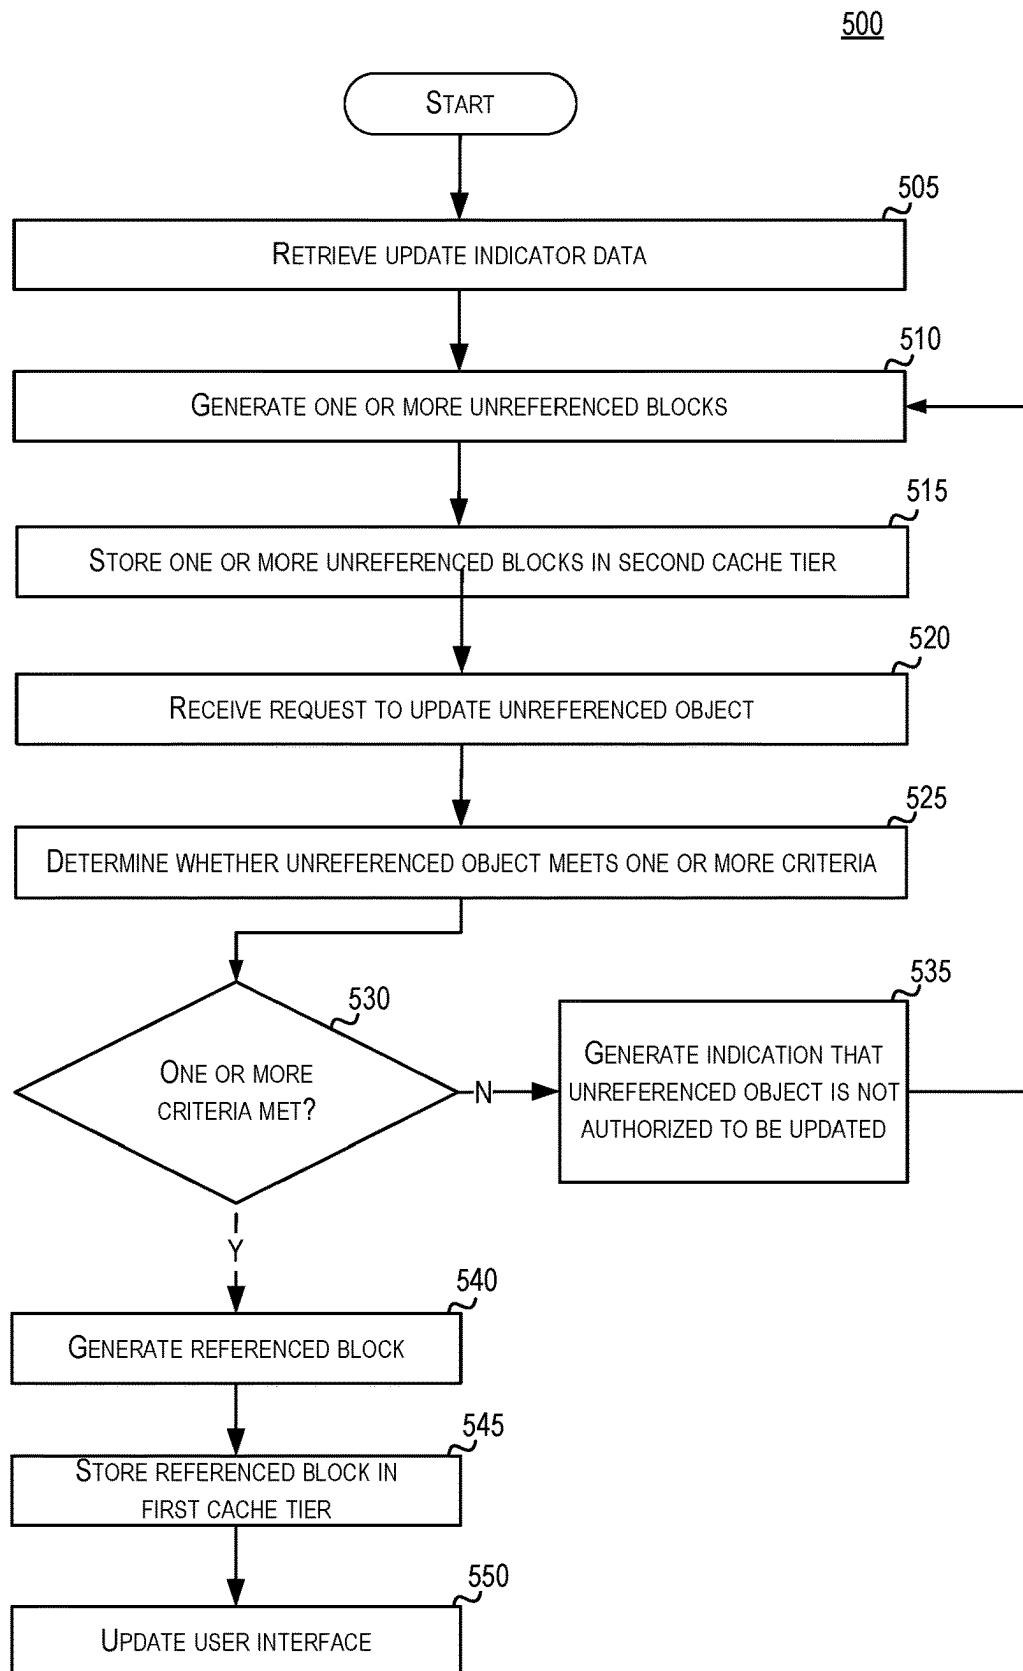 500
START
505
RETRIEVE UPDATE INDICATOR DATA
510
GENERATE ONE OR MORE UNREFERENCED BLOCKS
515
STORE ONE OR MORE UNREFERENCED BLOCKS IN SECOND CACHE TIER
520
RECEIVE REQUEST TO UPDATE UNREFERENCED OBJECT
525
DETERMINE WHETHER UNREFERENCED OBJECT MEETS ONE OR MORE CRITERIA
530
ONE OR MORE
CRITERIA MET?
N
535
GENERATE INDICATION THAT
UNREFERENCED OBJECT IS NOT
AUTHORIZED TO BE UPDATED
Y
540
GENERATE REFERENCED BLOCK
545
STORE REFERENCED BLOCK IN
FIRST CACHE TIER
550
UPDATE USER INTERFACE